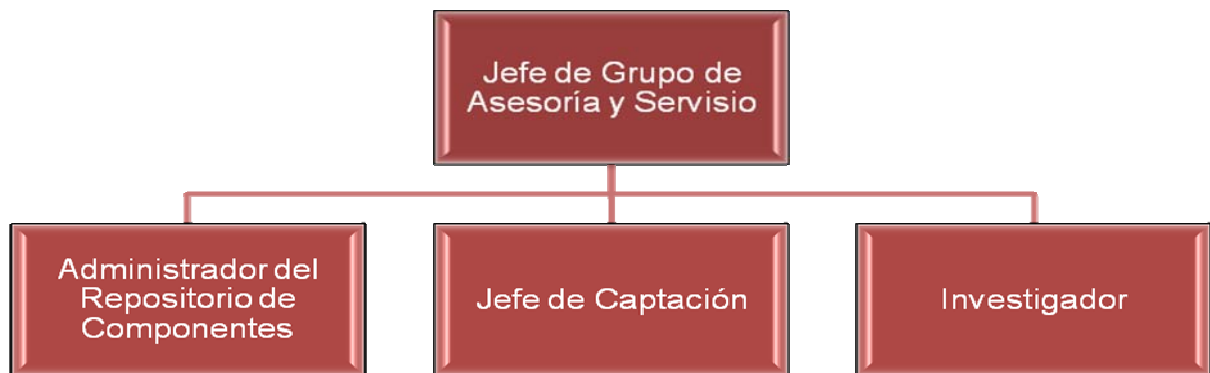 Jefe de Grupo de
Asesoría y Servisio
Administrador del
Repositorio de
Componentes
Jefe de Captación
Investigador